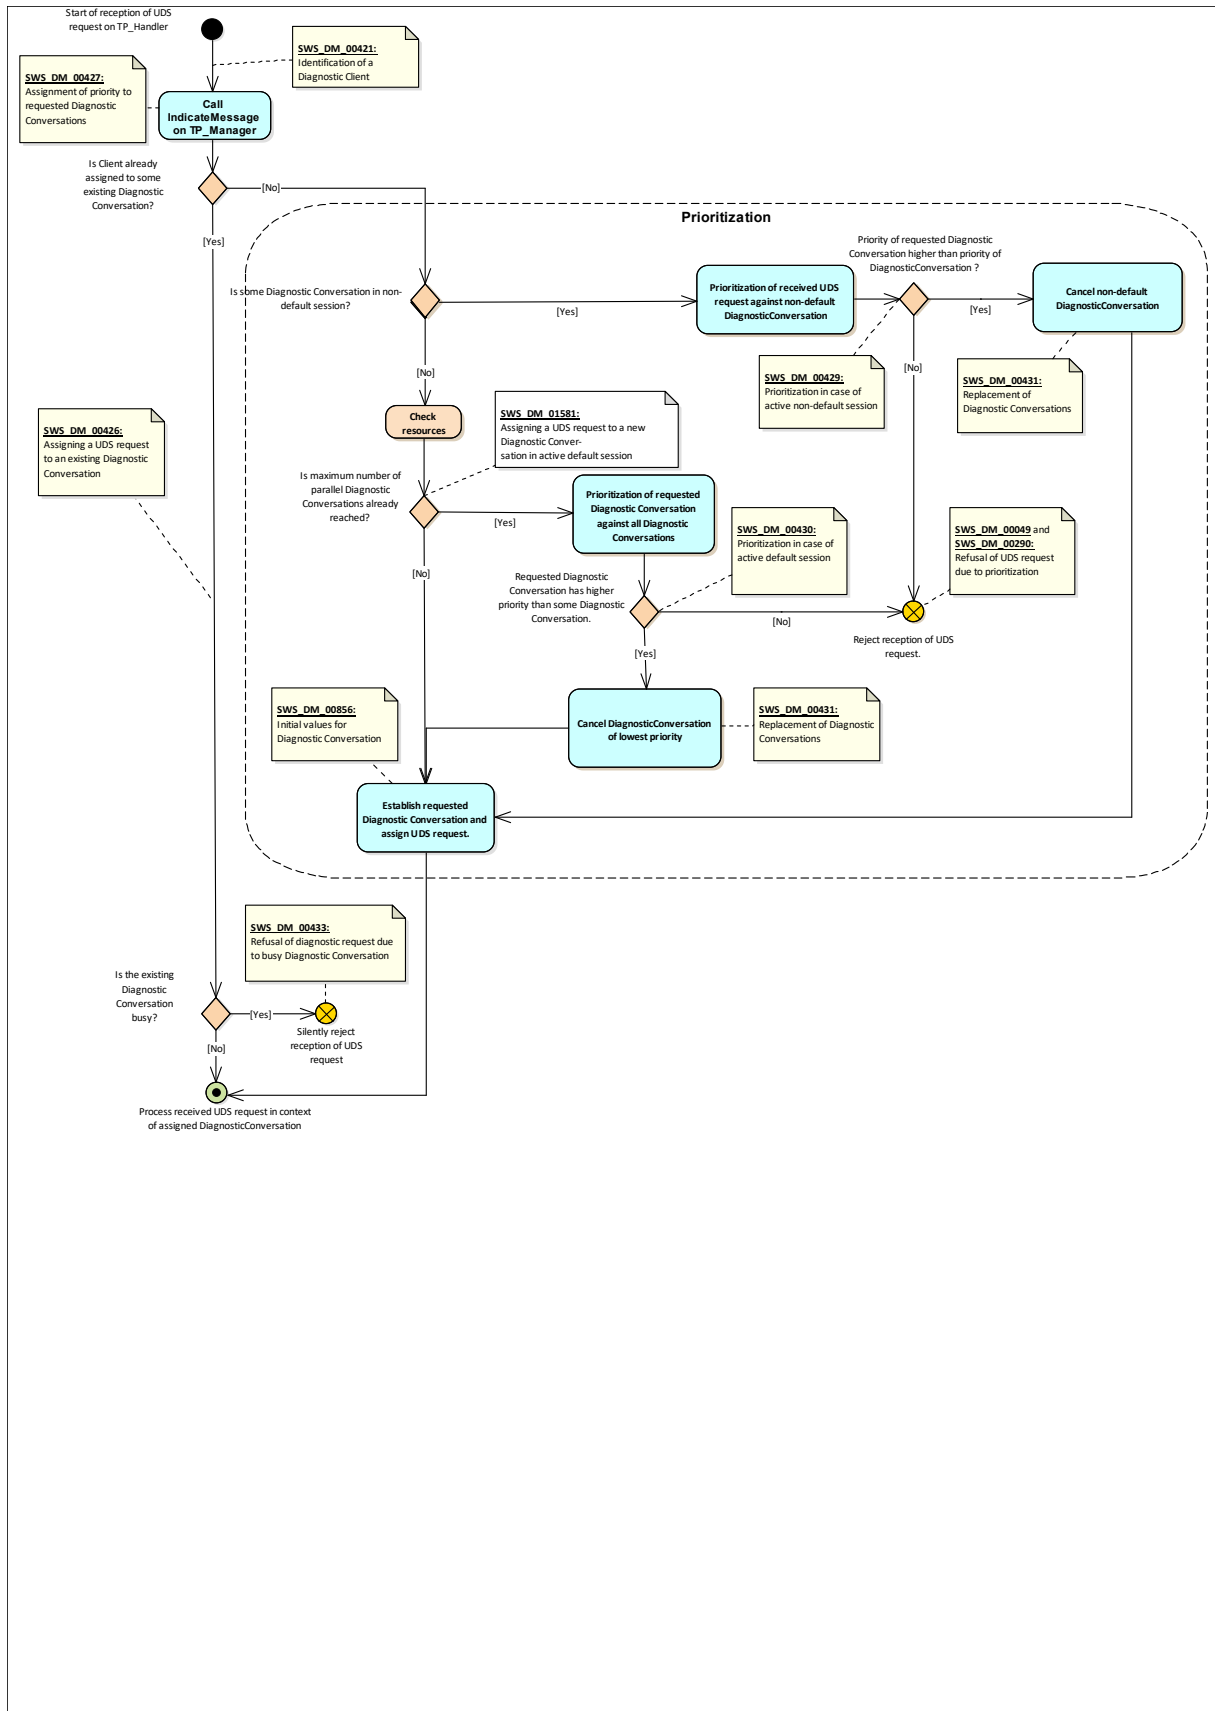 Start of reception of UDS
request on TP_Handler
SWS_DM_00421:
Identification of a
Diagnostic Client
SWS_DM_00427:
Assignment of priority to
requested Diagnostic
Conversations
Call
IndicateMessage
on TP_Manager
Is Client already
assigned to some
existing Diagnostic
Conversation?
[No]
[Yes]
Prioritization
Priority of requested Diagnostic
Conversation higher than priority of
DiagnosticConversation ?
Is some Diagnostic Conversation in non-
default session?
[Yes]
Prioritization of received UDS
request against non-default
DiagnosticConversation
[Yes]
Cancel non-default
DiagnosticConversation
[No]
[No]
SWS_DM_00429:
Prioritization in case of
active non-default session
SWS_DM_00431:
Replacement of
Diagnostic Conversations
Check
resources
SWS_DM_01581:
Assigning a UDS request to a new
Diagnostic Conver-
sation in active default session
SWS_DM_00426:
Assigning a UDS request
to an existing Diagnostic
Conversation
Is maximum number of
parallel Diagnostic
Conversations already
reached?
[Yes]
Prioritization of requested
Diagnostic Conversation
against all Diagnostic
Conversations
SWS_DM_00430:
Prioritization in case of
active default session
SWS_DM_00049 and
SWS_DM_00290:
Refusal of UDS request
due to prioritization
[No]
Requested Diagnostic
Conversation has higher
priority than some Diagnostic
Conversation.
[No]
Reject reception of UDS
request.
[Yes]
SWS_DM_00856:
Initial values for
Diagnostic Conversation
Cancel DiagnosticConversation
of lowest priority
SWS_DM_00431:
Replacement of Diagnostic
Conversations
Establish requested
Diagnostic Conversation and
assign UDS request.
SWS_DM_00433:
Refusal of diagnostic request due
to busy Diagnostic Conversation
Is the existing
Diagnostic
Conversation
busy?
[Yes]
Silently reject
reception of UDS
request
[No]
Process received UDS request in context
of assigned DiagnosticConversation